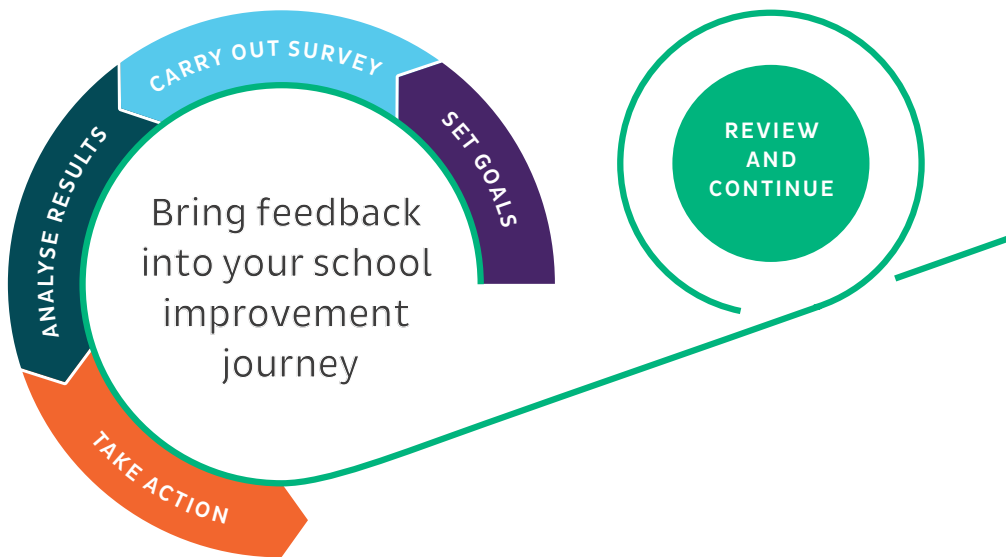 CARRY OUT SURVEY
SET GOALS
ANALYSE RESULTS
TAKE ACTION
Bring feedback
into your school
improvement
journey
REVIEW
AND
CONTINUE